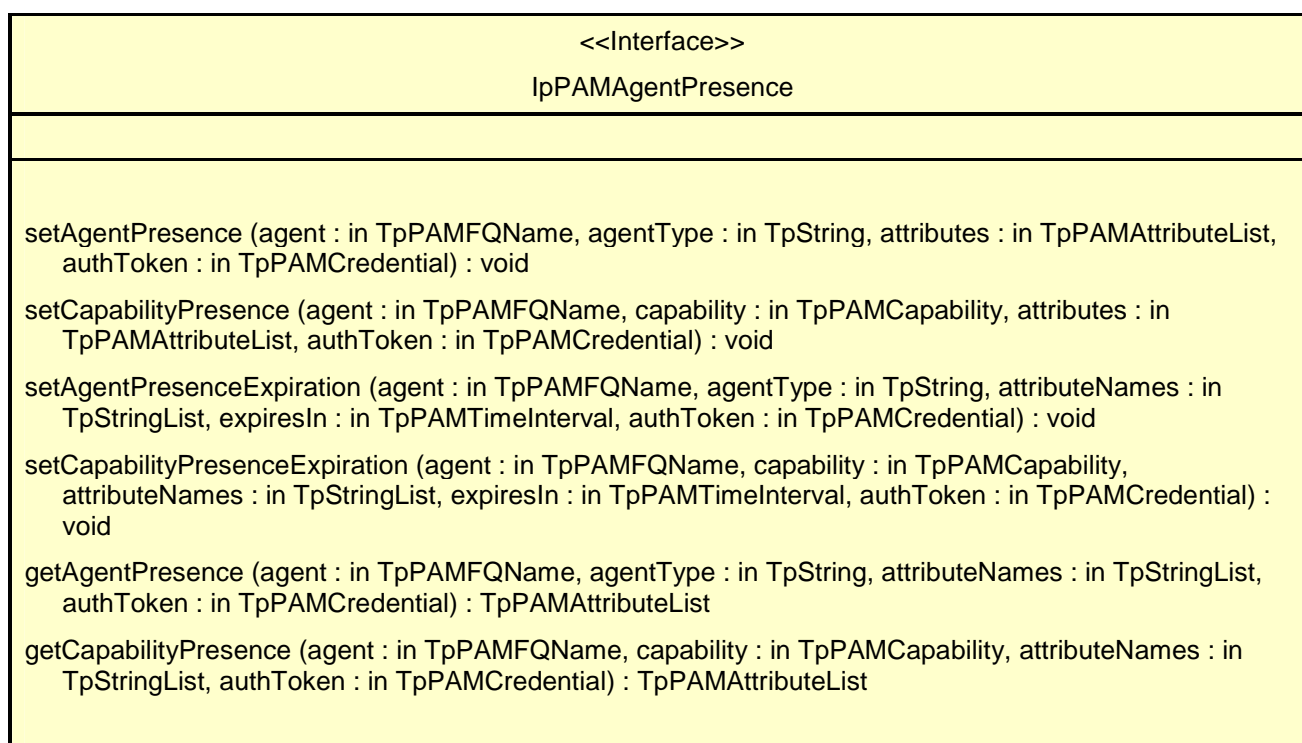 <<Interface>>
IpPAMAgentPresence
setAgentPresence (agent : in TpPAMFQName, agentType : in TpString, attributes : in TpPAMAttributeList,
authToken : in TpPAMCredential) : void
setCapabilityPresence (agent : in TpPAMFQName, capability : in TpPAMCapability, attributes : in
TpPAMAttributeList, authToken : in TpPAMCredential) : void
setAgentPresenceExpiration (agent : in TpPAMFQName, agentType : in TpString, attributeNames : in
TpStringList, expiresIn : in TpPAMTimeInterval, authToken : in TpPAMCredential) : void
setCapabilityPresenceExpiration (agent : in TpPAMFQName, capability : in TpPAMCapability,
attributeNames : in TpStringList, expiresIn : in TpPAMTimeInterval, authToken : in TpPAMCredential) :
void
getAgentPresence (agent : in TpPAMFQName, agentType : in TpString, attributeNames : in TpStringList,
authToken : in TpPAMCredential) : TpPAMAttributeList
getCapabilityPresence (agent : in TpPAMFQName, capability : in TpPAMCapability, attributeNames : in
TpStringList, authToken : in TpPAMCredential) : TpPAMAttributeList